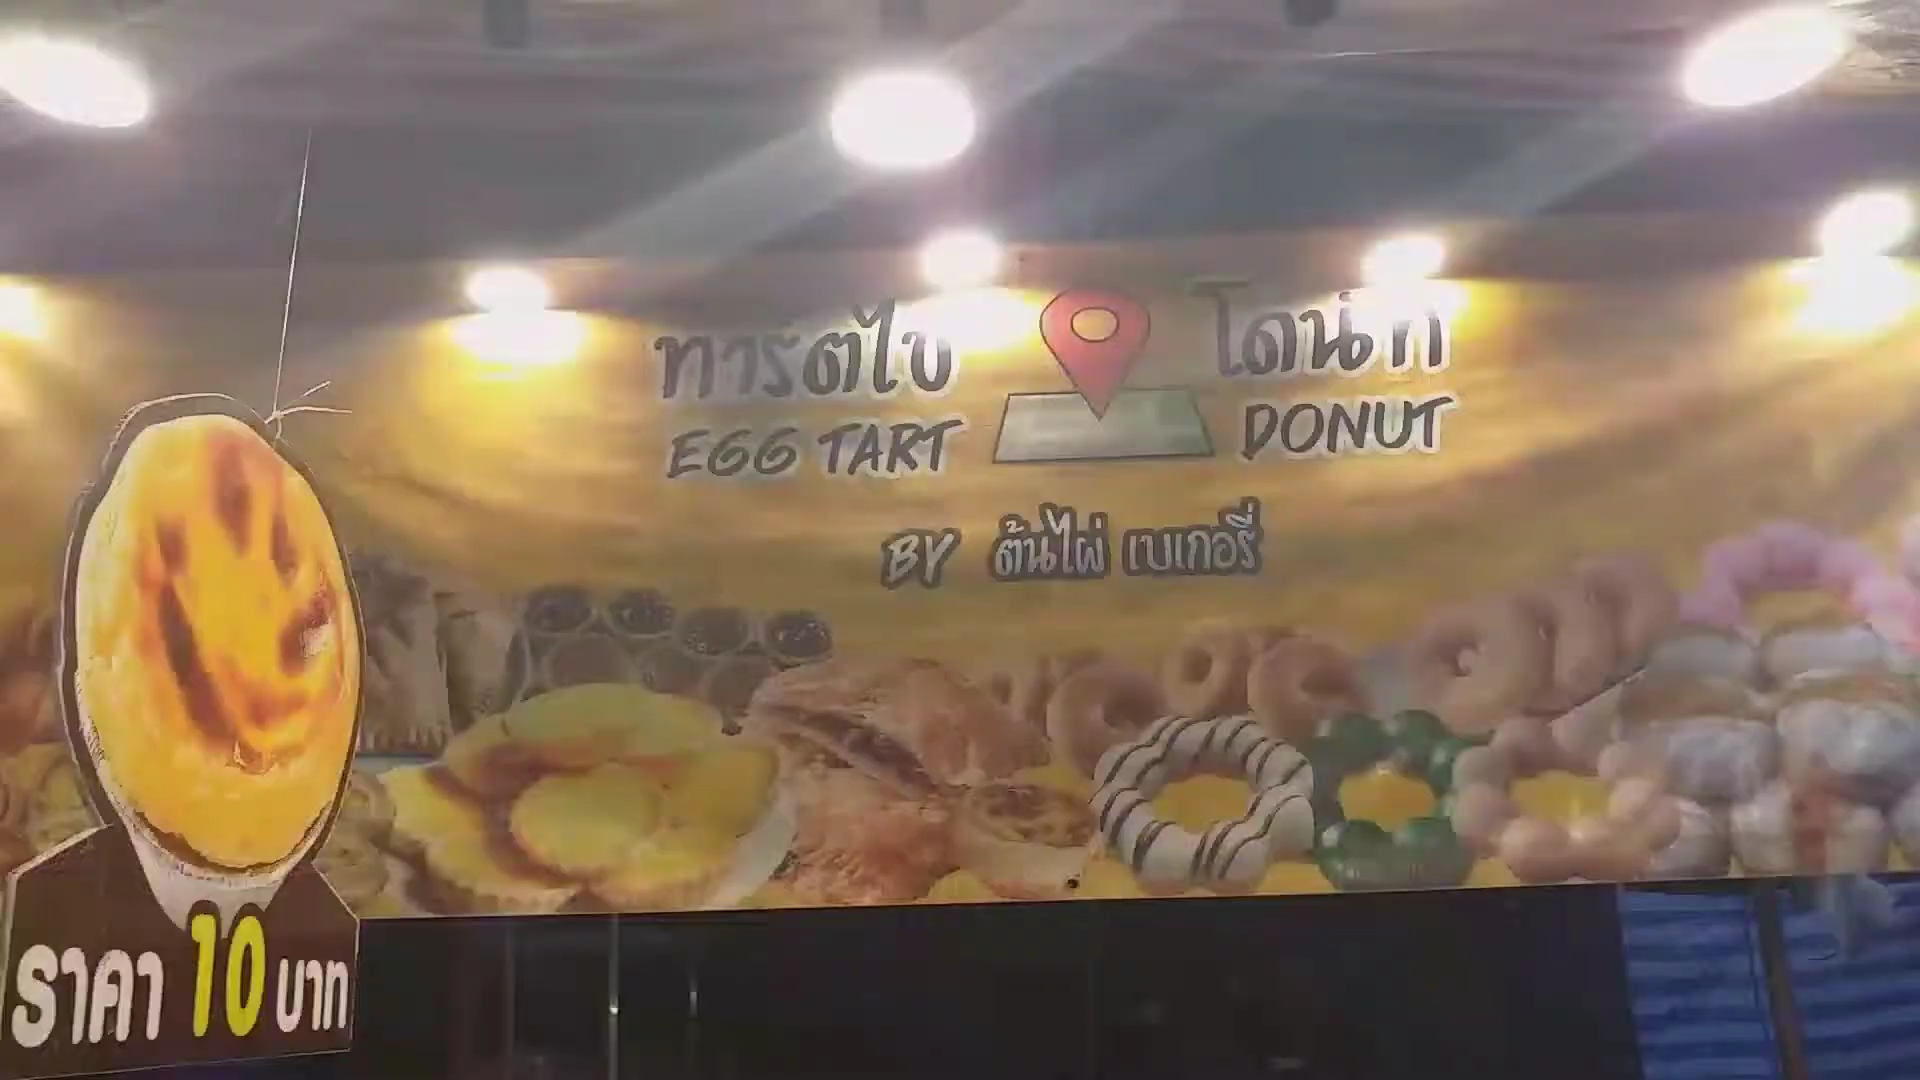 ทาร์ตไข่
โดนัท
EGG TART
DONUT
BY ต้นไผ่ เบเกอรี่
ราคา 10 บาท